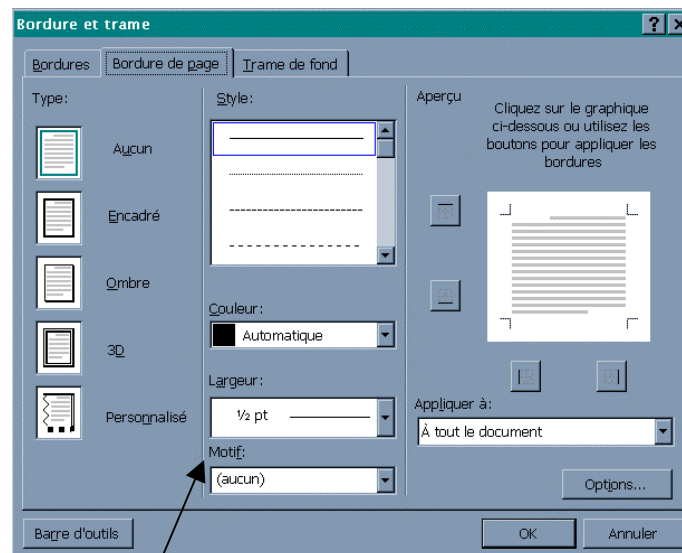 Bordure et trame
Bordures
Bordure de page
Trame de fond
Type:
Aucun
Encadré
Ombre
3D
Personnalisé
Style:
Couleur:
Automatique
Largeur:
½ pt
Motif:
(aucun)
Aperçu
Cliquez sur le graphique
ci-dessous ou utilisez les
boutons pour appliquer les
bordures
Appliquer à:
À tout le document
Options...
Barre d'outils
OK
Annuler